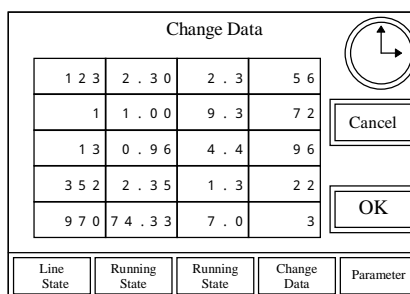 Change Data
123 2.30 2.3 56
1 1.00 9.3 72
13 0.96 4.4 96
352 2.35 1.3 22
970 74.33 7.0 3
Cancel
OK
Line State
Running State
Running State
Change Data
Parameter